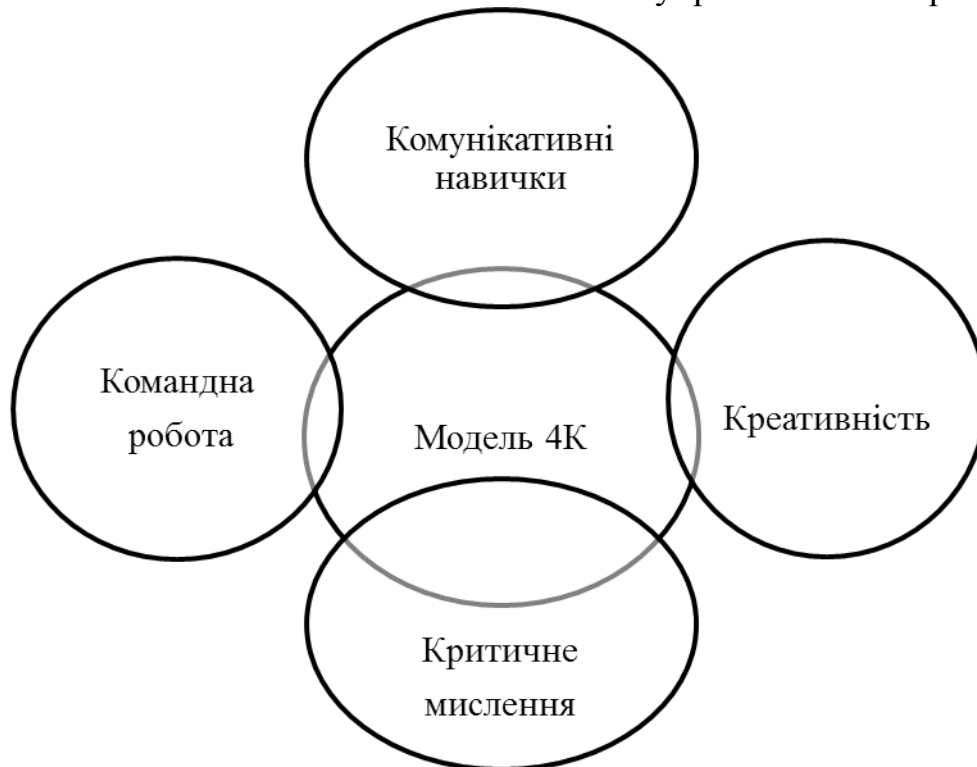 Комунікативні
навички
Командна
робота
Модель 4К
Креативність
Критичне
мислення